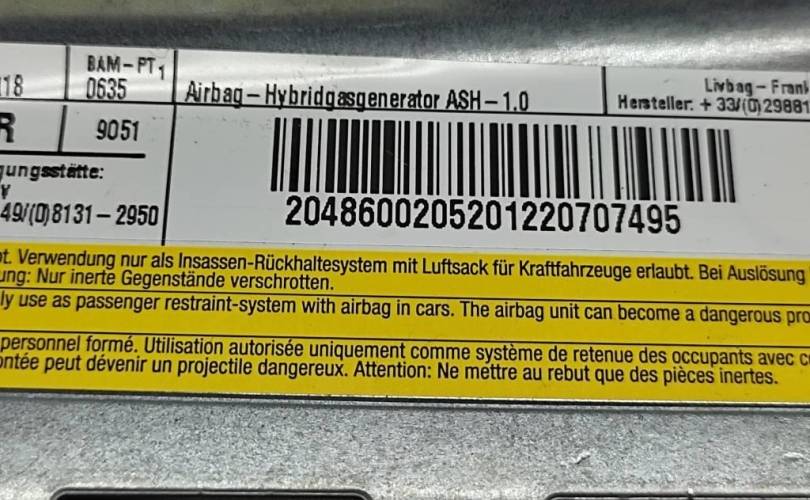 BAM-PT1
118 0635 Airbag-Hybridgasgenerator ASH-1.0 Livbag-Frank
Hersteller: +33/(0)29881
R 9051
gungsstätte:
Y
49/(0)8131-2950
2048600205201220707495
t. Verwendung nur als Insassen-Rückhaltesystem mit Luftsack für Kraftfahrzeuge erlaubt. Bei Auslösung
ung: Nur inerte Gegenstände verschrotten.
ly use as passenger restraint-system with airbag in cars. The airbag unit can become a dangerous pro
personnel formé. Utilisation autorisée uniquement comme système de retenue des occupants avec c
ontée peut dévenir un projectile dangereux. Attention: Ne mettre au rebut que des pièces inertes.